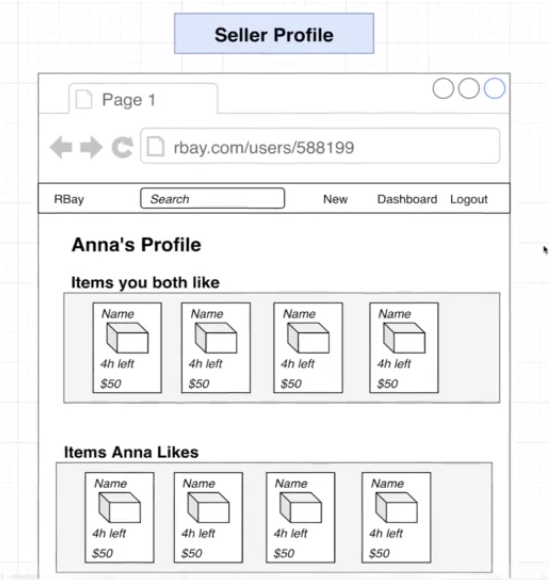 Seller Profile
Page 1
rbay.com/users/588199
RBay Search New Dashboard Logout
Anna's Profile
Items you both like
Name Name Name Name
4h left 4h left 4h left 4h left
$50 $50 $50 $50
Items Anna Likes
Name Name Name Name
4h left 4h left 4h left 4h left
$50 $50 $50 $50